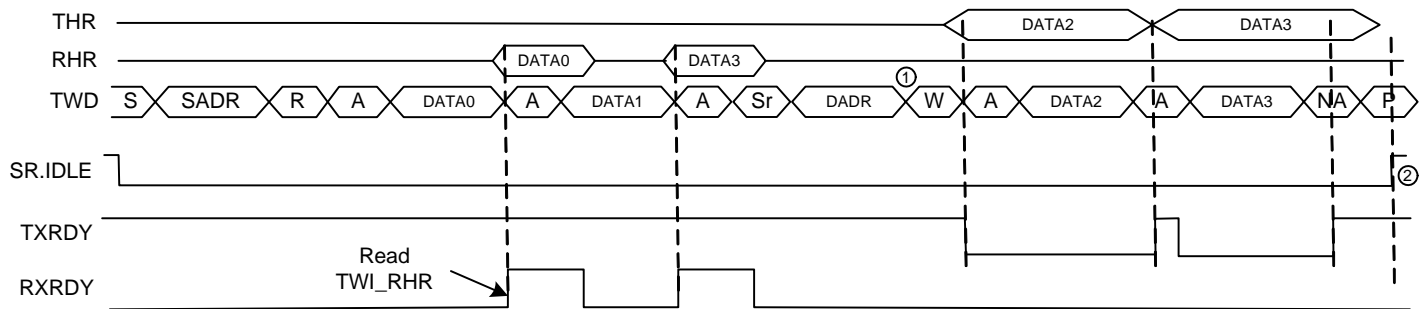 THR DATA2 DATA3
RHR DATA0 DATA3
①
TWD S SADR R A DATA0 A DATA1 A Sr DADR W A DATA2 A DATA3 NA P
SR.IDLE ②
TXRDY
Read
TWI_RHR
RXRDY